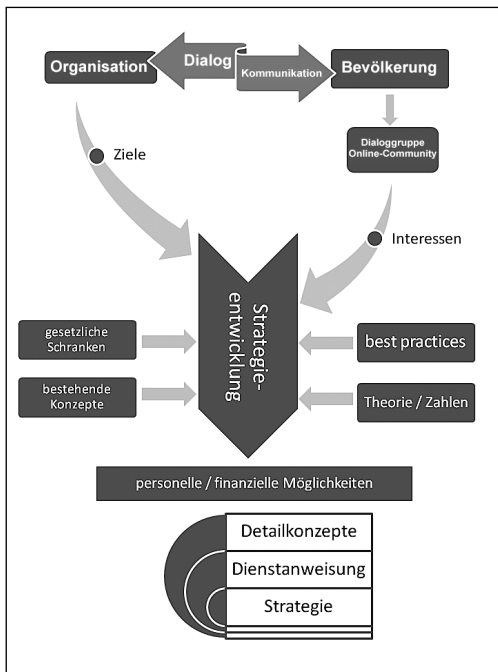 Organisation
Dialog
Kommunikation
Bevölkerung
Dialoggruppe
Online-Community
Ziele
Interessen
Strategie-
entwicklung
gesetzliche
Schranken
best practices
bestehende
Konzepte
Theorie / Zahlen
personelle / finanzielle Möglichkeiten
Detailkonzepte
Dienstanweisung
Strategie